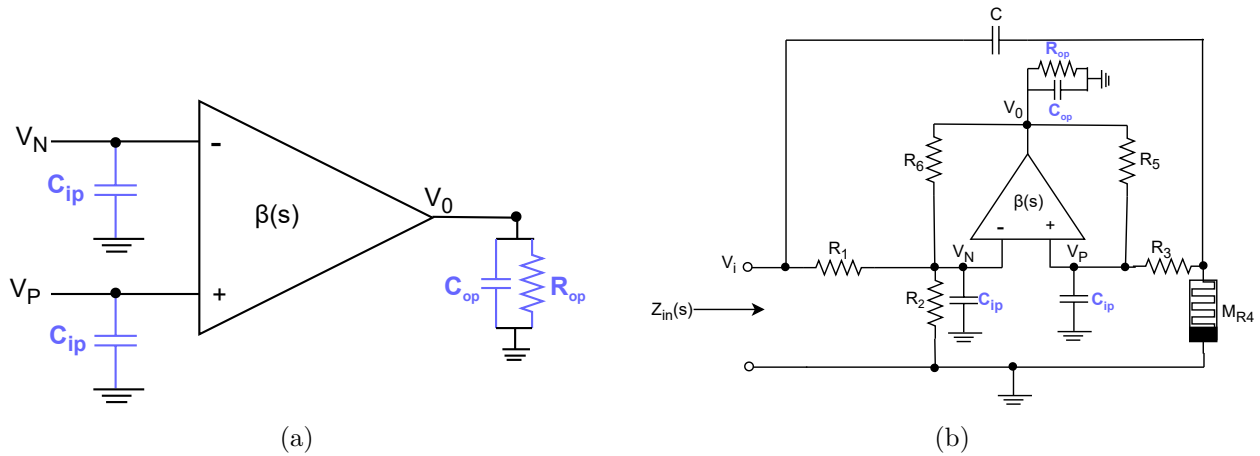 V_N
C_ip
-
β(s)
V_0
V_P
+
C_ip
C_op
R_op
(a)
C
R_op
C_op
V_0
R_6
R_5
β(s)
-
+
V_i
R_1
V_N
V_P
R_3
R_2
C_ip
C_ip
M_R4
Z_in(s)
(b)